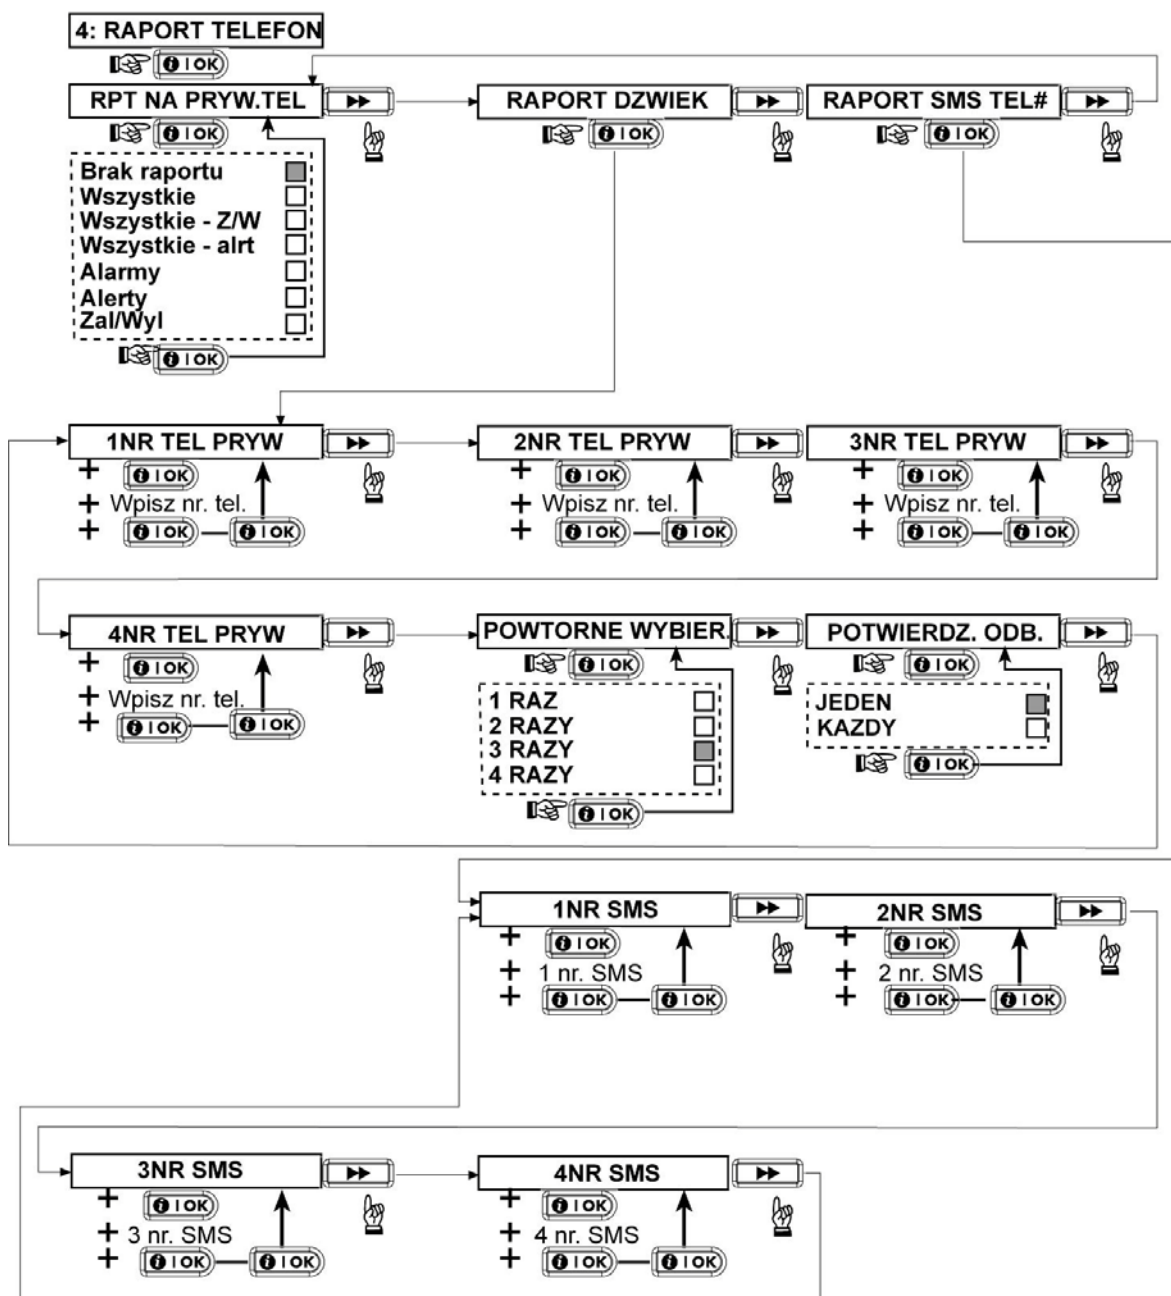 4: RAPORT TELEFON
i | OK
RPT NA PRYW.TEL
RAPORT DZWIEK
RAPORT SMS TEL#
i | OK
i | OK
i | OK
Brak raportu
Wszystkie
Wszystkie - Z/W
Wszystkie - alrt
Alarmy
Alerty
Zal/Wyl
i | OK
1NR TEL PRYW
2NR TEL PRYW
3NR TEL PRYW
+ i | OK
+ i | OK
+ i | OK
+ Wpisz nr. tel.
+ Wpisz nr. tel.
+ Wpisz nr. tel.
+ i | OK i | OK
+ i | OK i | OK
+ i | OK i | OK
4NR TEL PRYW
POWTORNE WYBIER.
POTWIERDZ. ODB.
+ i | OK
i | OK
i | OK
+ Wpisz nr. tel.
+ i | OK i | OK
1 RAZ
2 RAZY
3 RAZY
4 RAZY
i | OK
JEDEN
KAZDY
i | OK
1NR SMS
2NR SMS
+ i | OK
+ i | OK
+ 1 nr. SMS
+ 2 nr. SMS
+ i | OK i | OK
+ i | OK i | OK
3NR SMS
4NR SMS
+ i | OK
+ i | OK
+ 3 nr. SMS
+ 4 nr. SMS
+ i | OK i | OK
+ i | OK i | OK